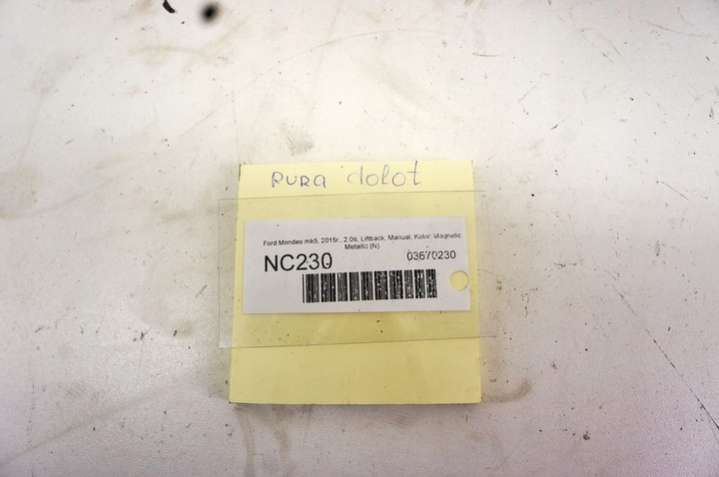 RURA dolot
Ford Mondeo mk5, 2015r., 2.0s, Liftback, Manual, Kolor: Magnetic
Metallic (N)
NC230 03670230